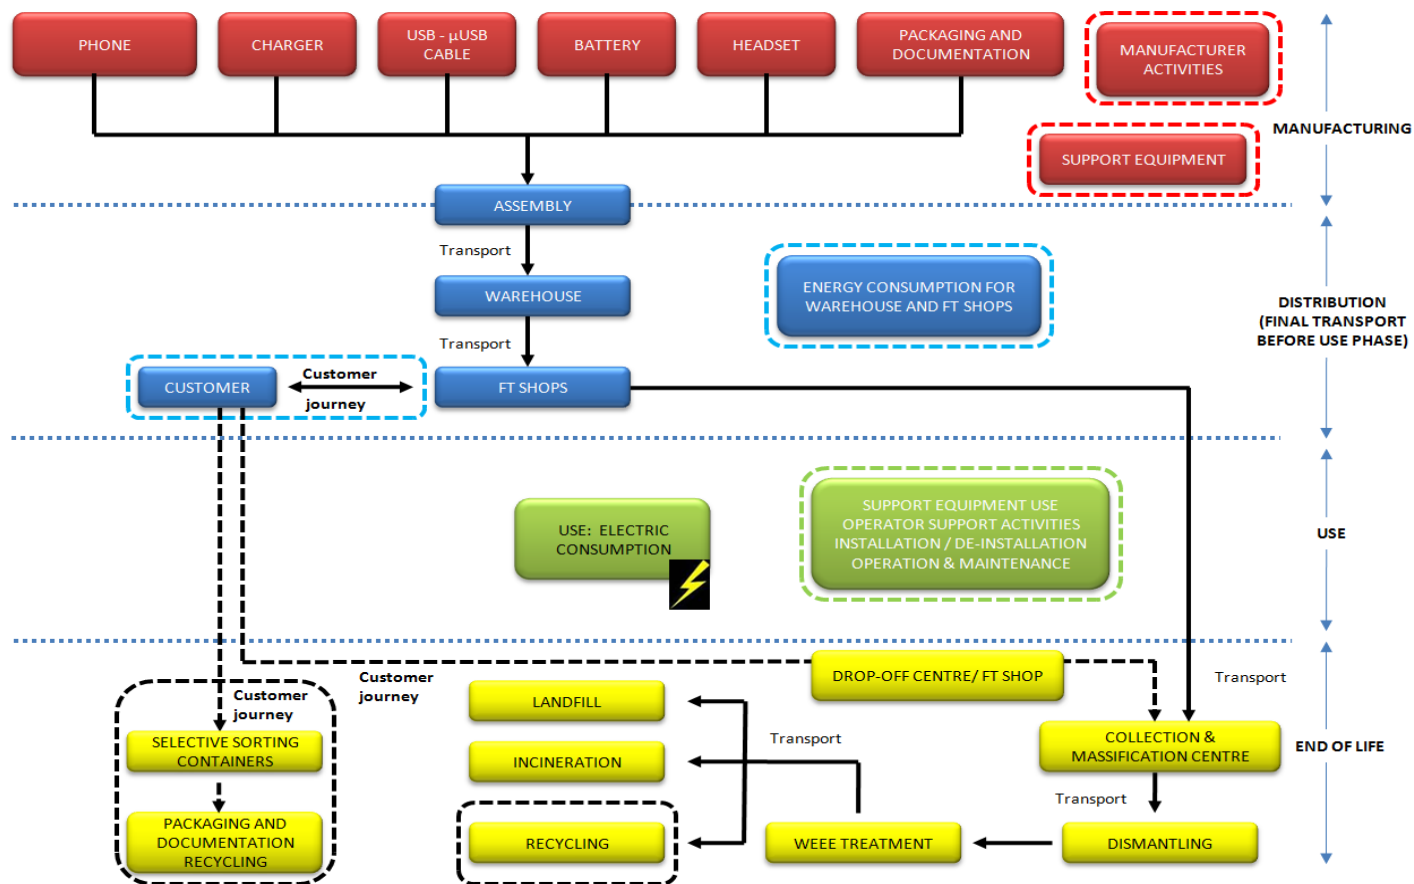 PHONE
CHARGER
USB - µUSB
CABLE
BATTERY
HEADSET
PACKAGING AND
DOCUMENTATION
MANUFACTURER
ACTIVITIES
MANUFACTURING
SUPPORT EQUIPMENT
ASSEMBLY
Transport
WAREHOUSE
ENERGY CONSUMPTION FOR
WAREHOUSE AND FT SHOPS
DISTRIBUTION
(FINAL TRANSPORT
BEFORE USE PHASE)
Transport
CUSTOMER
Customer
journey
FT SHOPS
USE: ELECTRIC
CONSUMPTION
SUPPORT EQUIPMENT USE
OPERATOR SUPPORT ACTIVITIES
INSTALLATION / DE-INSTALLATION
OPERATION & MAINTENANCE
USE
Customer
journey
Customer
journey
DROP-OFF CENTRE/ FT SHOP
Transport
LANDFILL
SELECTIVE SORTING
CONTAINERS
INCINERATION
Transport
COLLECTION &
MASSIFICATION CENTRE
END OF LIFE
Transport
PACKAGING AND
DOCUMENTATION
RECYCLING
RECYCLING
WEEE TREATMENT
DISMANTLING